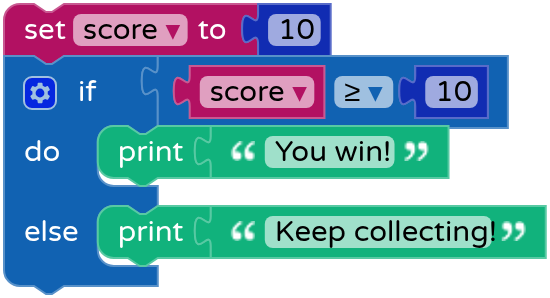 set score ▾ to 10
if score ▾ ≥ ▾ 10
do print “ You win! ”
else print “ Keep collecting! ”